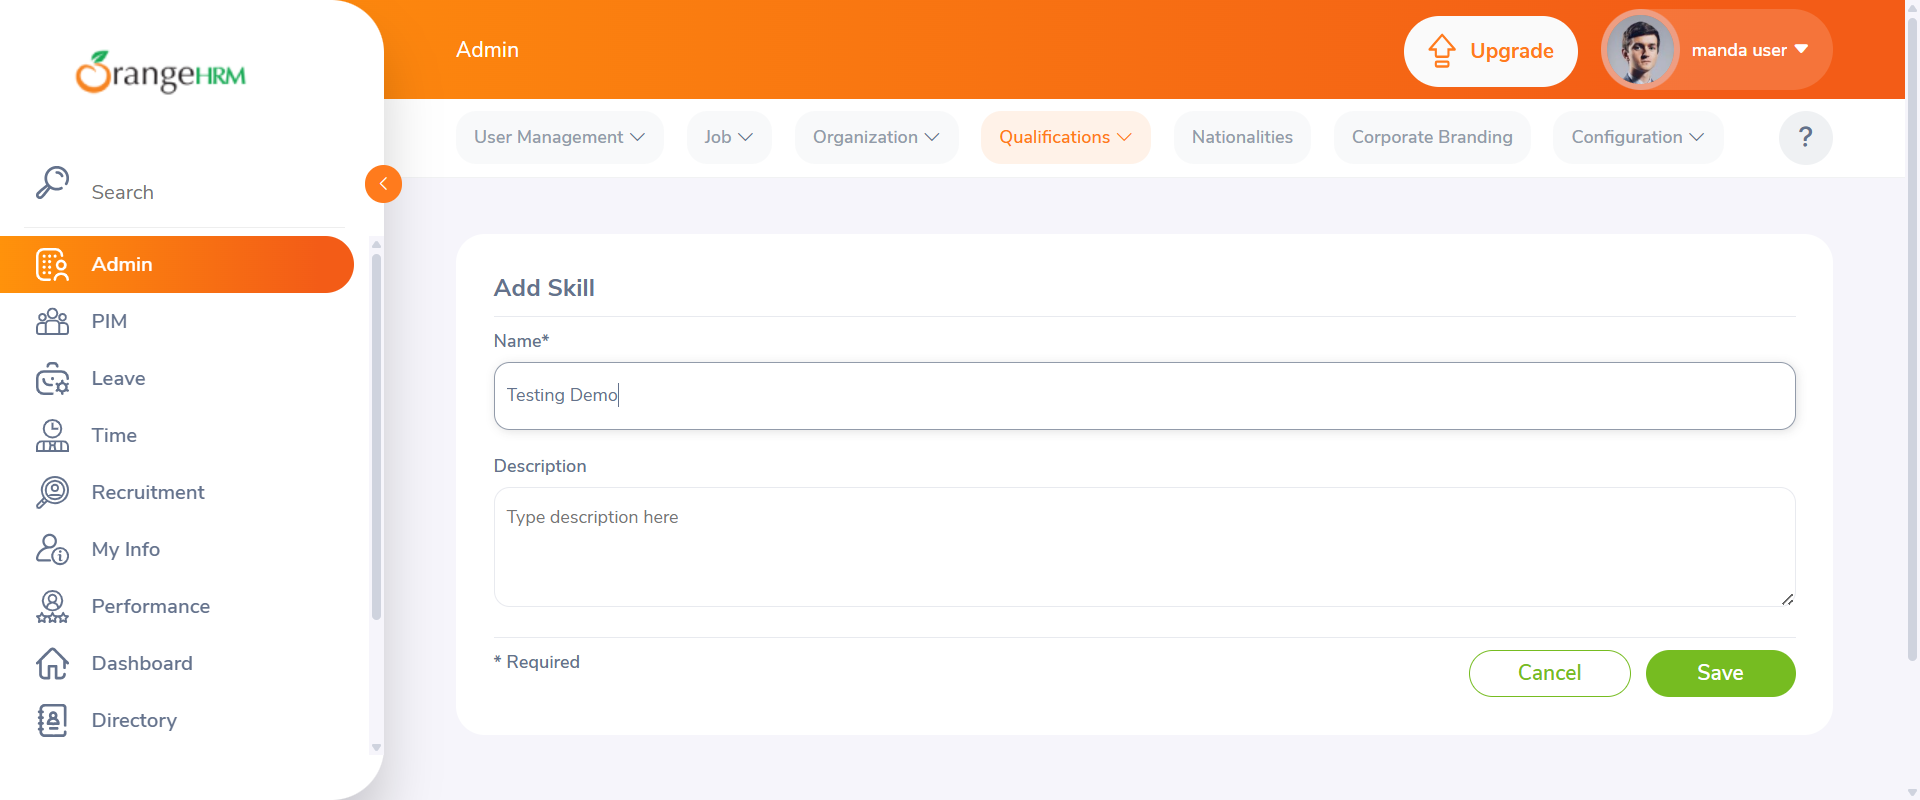 OrangeHRM
Admin
Upgrade
manda user
User Management
Job
Organization
Qualifications
Nationalities
Corporate Branding
Configuration
?
Search
Admin
PIM
Leave
Time
Recruitment
My Info
Performance
Dashboard
Directory
Add Skill
Name*
Testing Demo
Description
Type description here
* Required
Cancel
Save